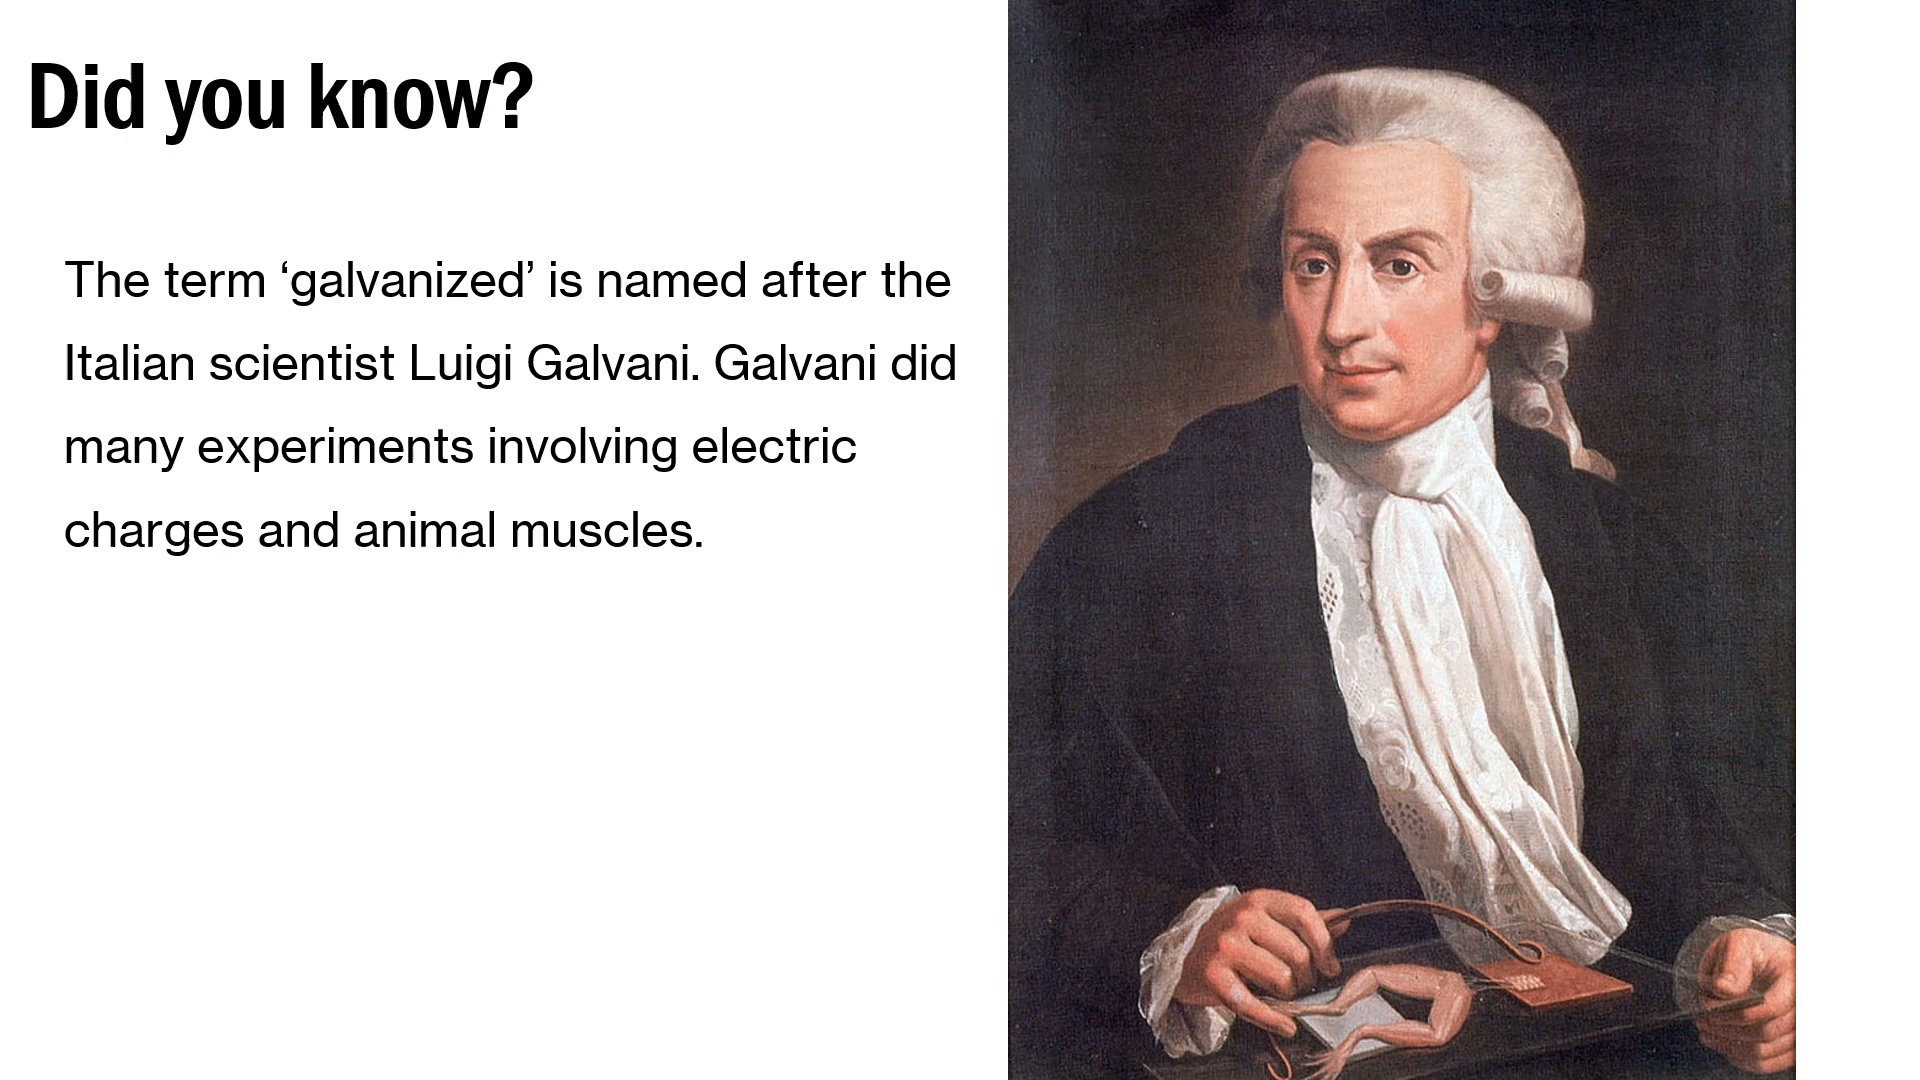 Did you know?
The term ‘galvanized’ is named after the
Italian scientist Luigi Galvani. Galvani did
many experiments involving electric
charges and animal muscles.